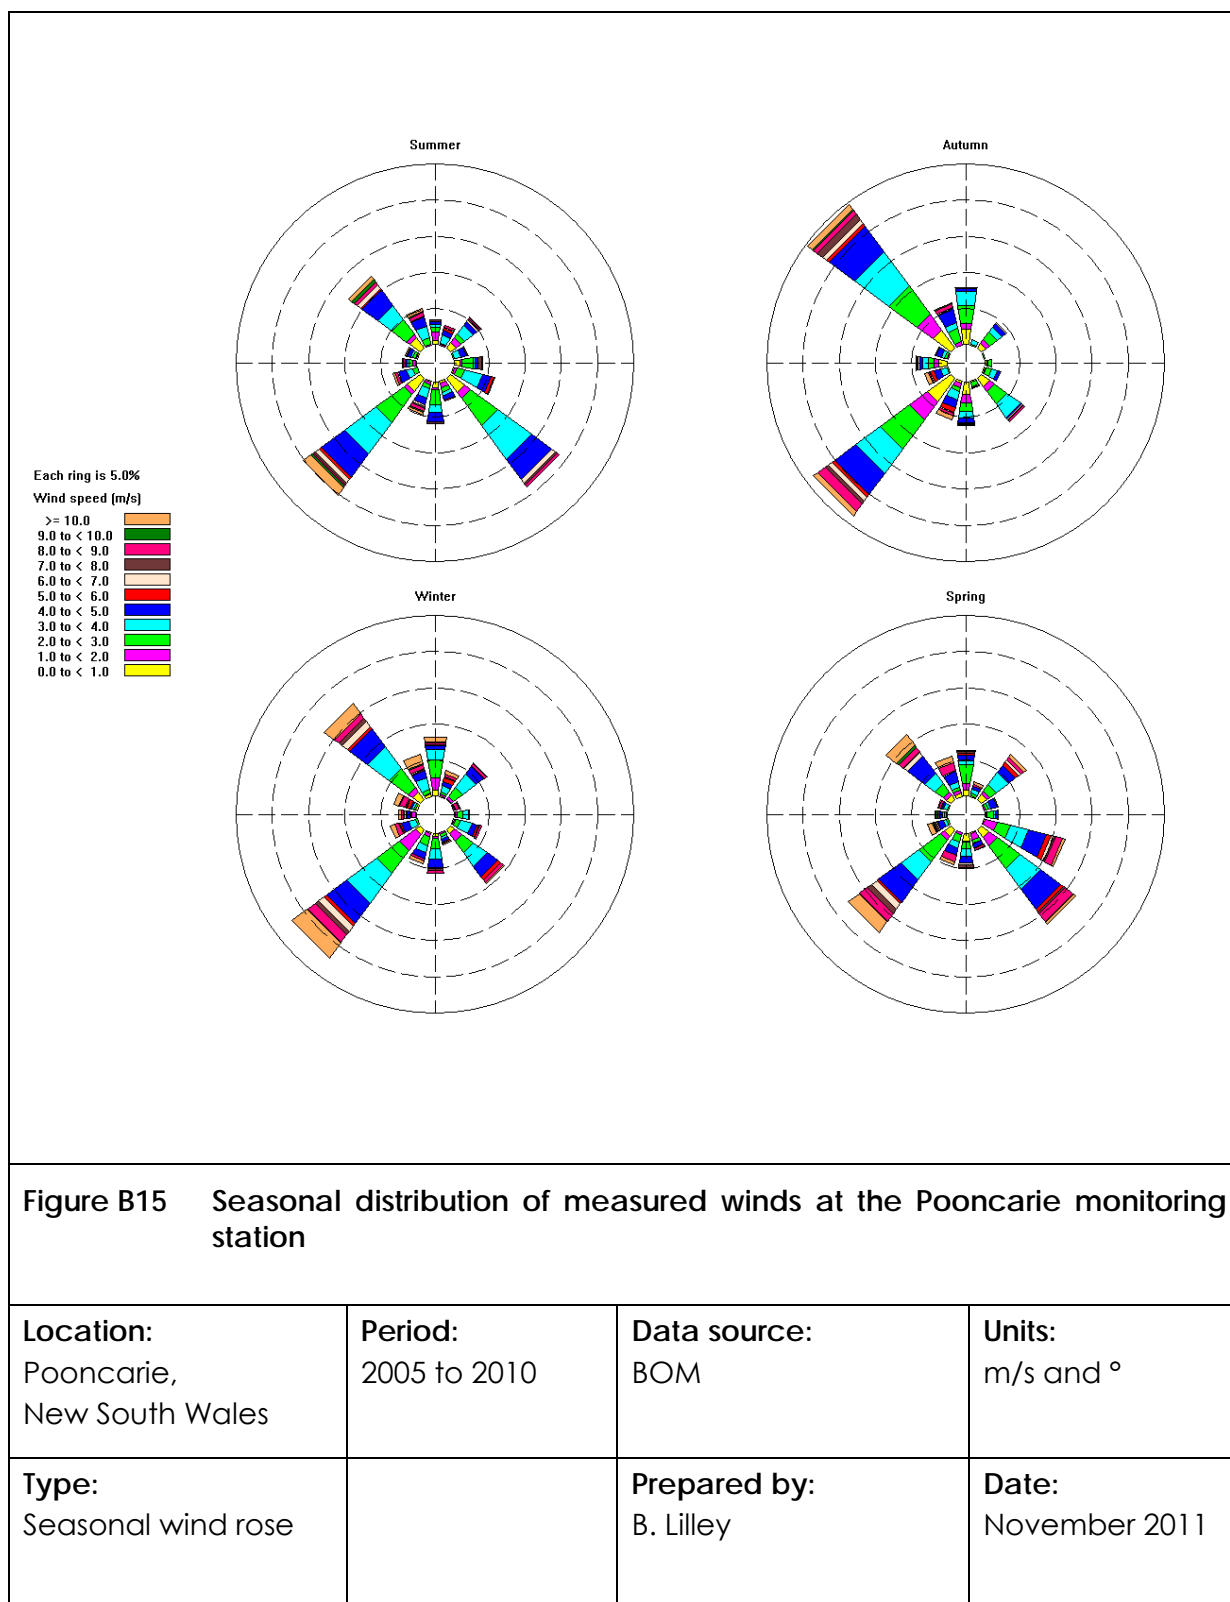 Summer
Autumn
Each ring is 5.0%
Wind speed (m/s)
>= 10.0
9.0 to < 10.0
8.0 to < 9.0
7.0 to < 8.0
6.0 to < 7.0
5.0 to < 6.0
4.0 to < 5.0
3.0 to < 4.0
2.0 to < 3.0
1.0 to < 2.0
0.0 to < 1.0
Winter
Spring
Figure B15 Seasonal distribution of measured winds at the Pooncarie monitoring
station
Location:
Pooncarie,
New South Wales
Period:
2005 to 2010
Data source:
BOM
Units:
m/s and °
Type:
Seasonal wind rose
Prepared by:
B. Lilley
Date:
November 2011